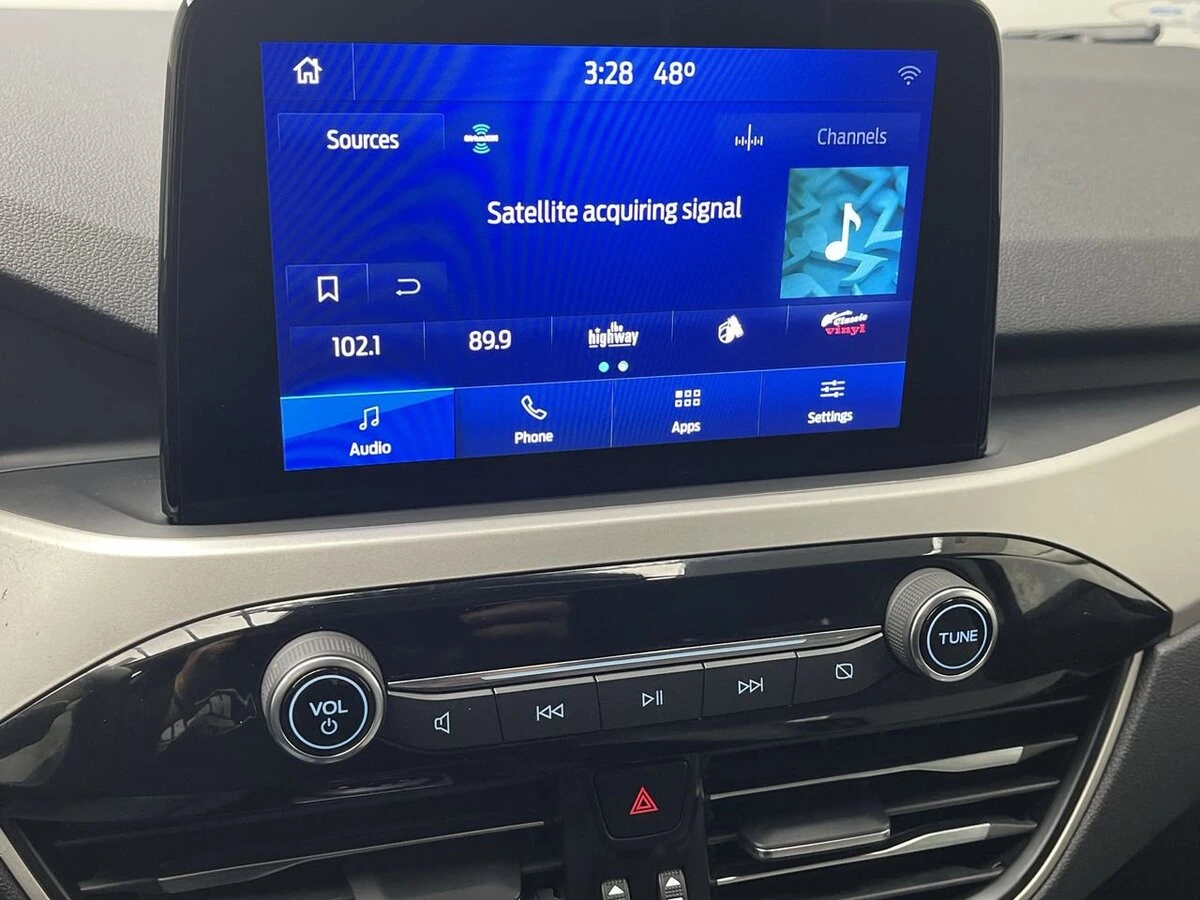 3:28 48°
Sources
SiriusXM
Channels
Satellite acquiring signal
102.1
89.9
the
highway
Classic
vinyl
Audio
Phone
Apps
Settings
VOL
TUNE